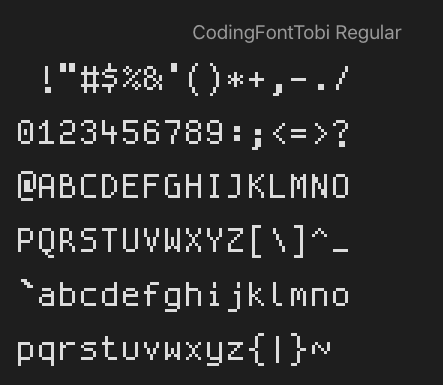 CodingFontTobi Regular
 !"#$%&'()*+,-./
0123456789:;<=>?
@ABCDEFGHIJKLMNO
PQRSTUVWXYZ[\]^_
`abcdefghijklmno
pqrstuvwxyz{|}~